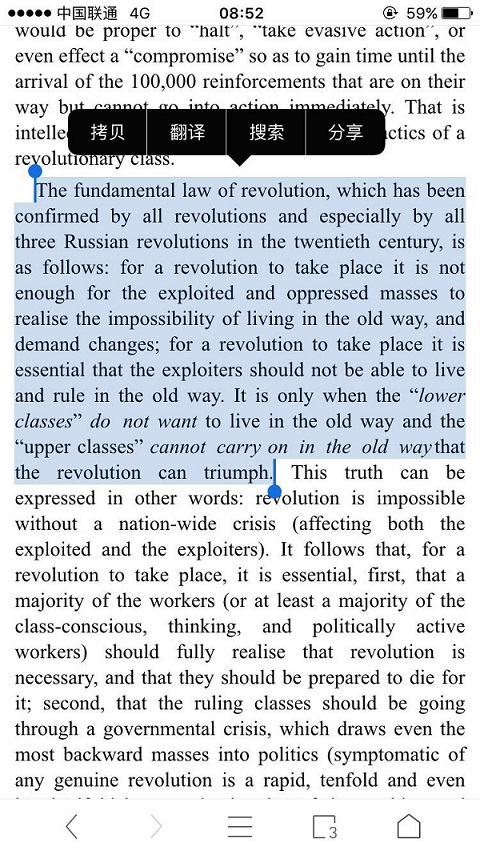 中国联通 4G 08:52 59%
would be proper to “halt”, “take evasive action”, or
even effect a “compromise” so as to gain time until the
arrival of the 100,000 reinforcements that are on their
way but cannot go into action immediately. That is
拷贝 翻译 搜索 分享
revolutionary class.
The fundamental law of revolution, which has been
confirmed by all revolutions and especially by all
three Russian revolutions in the twentieth century, is
as follows: for a revolution to take place it is not
enough for the exploited and oppressed masses to
realise the impossibility of living in the old way, and
demand changes; for a revolution to take place it is
essential that the exploiters should not be able to live
and rule in the old way. It is only when the “lower
classes” do not want to live in the old way and the
“upper classes” cannot carry on in the old way that
the revolution can triumph. This truth can be
expressed in other words: revolution is impossible
without a nation-wide crisis (affecting both the
exploited and the exploiters). It follows that, for a
revolution to take place, it is essential, first, that a
majority of the workers (or at least a majority of the
class-conscious, thinking, and politically active
workers) should fully realise that revolution is
necessary, and that they should be prepared to die for
it; second, that the ruling classes should be going
through a governmental crisis, which draws even the
most backward masses into politics (symptomatic of
any genuine revolution is a rapid, tenfold and even
3